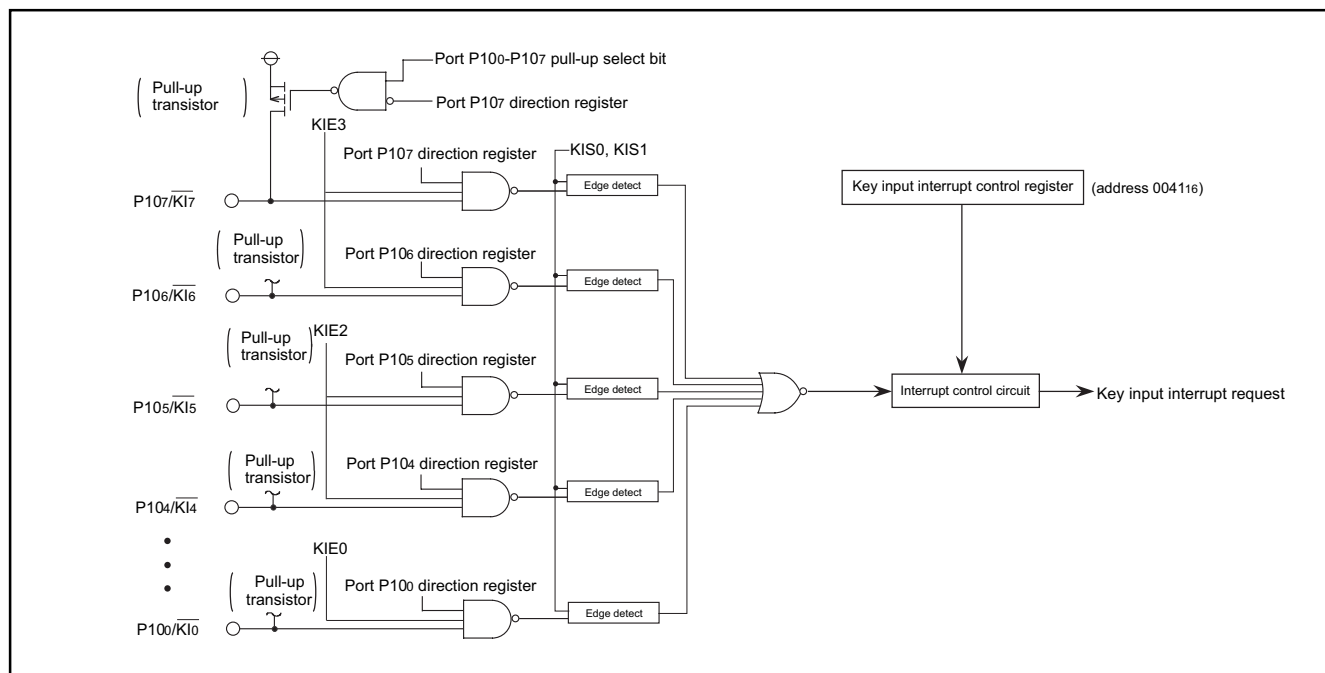 Port P100-P107 pull-up select bit
Pull-up
transistor
Port P107 direction register
KIE3
Port P107 direction register
KIS0, KIS1
P107/KI7
Edge detect
Key input interrupt control register
(address 004116)
Pull-up
transistor
Port P106 direction register
P106/KI6
Edge detect
Pull-up
transistor
KIE2
Port P105 direction register
P105/KI5
Edge detect
Interrupt control circuit
Key input interrupt request
Pull-up
transistor
Port P104 direction register
P104/KI4
Edge detect
KIE0
Pull-up
transistor
Port P100 direction register
P100/KI0
Edge detect